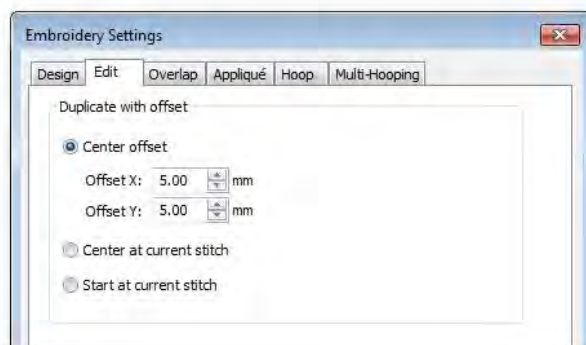 Embroidery Settings
Design Edit Overlap Appliqué Hoop Multi-Hooping
Duplicate with offset
Center offset
Offset X: 5.00 mm
Offset Y: 5.00 mm
Center at current stitch
Start at current stitch